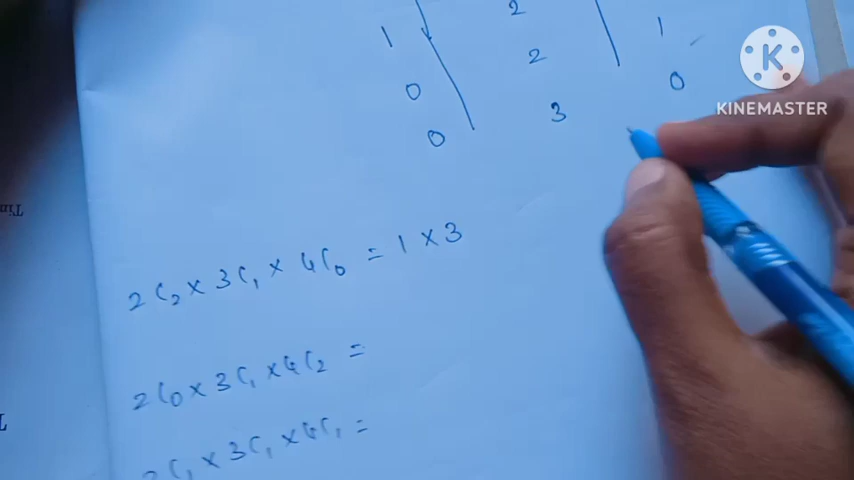 2
1 1
2
0 0
3
0
2C₂ × 3C₁ × 4C₀ = 1 × 3
2C₀ × 3C₁ × 4C₂ =
2C₁ × 3C₁ × 4C₁ =
KINEMASTER
Tim